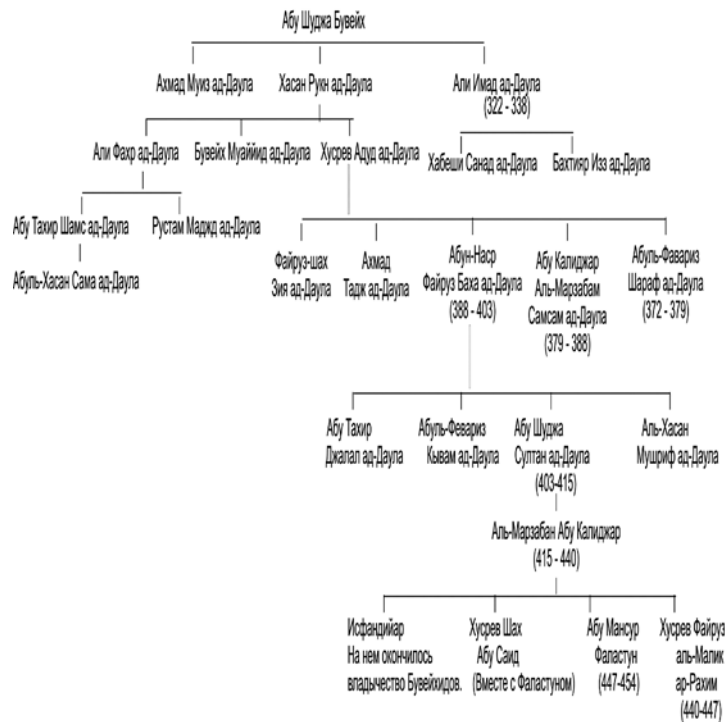 Абу Шуджа Бувейх
Ахмад Муиз ад-Даула
Хасан Рукн ад-Даула
Али Имад ад-Даула
(322 - 338)
Али Фахр ад-Даула
Бувейх Муаййид ад-Даула
Хусрев Адуд ад-Даула
Хабеши Санад ад-Даула
Бахтияр Изз ад-Даула
Абу Тахир Шамс ад-Даула
Рустам Маджд ад-Даула
Абуль-Хасан Сама ад-Даула
Файруз-шах
Зия ад-Даула
Ахмад
Тадж ад-Даула
Абун-Наср
Файруз Баха ад-Даула
(388 - 403)
Абу Калиджар
Аль-Марзабам
Самсам ад-Даула
(379 - 388)
Абуль-Фавариз
Шараф ад-Даула
(372 - 379)
Абу Тахир
Джалал ад-Даула
Абуль-Февариз
Кывам ад-Даула
Абу Шуджа
Султан ад-Даула
(403-415)
Аль-Хасан
Мушриф ад-Даула
Аль-Марзабан Абу Калиджар
(415 - 440)
Исфандийар
На нем окончилось
владычество Бувейхидов.
Хусрев Шах
Абу Саид
(Вместе с Фаластуном)
Абу Мансур
Фаластун
(447-454)
Хусрев Файруз
аль-Малик
ар-Рахим
(440-447)